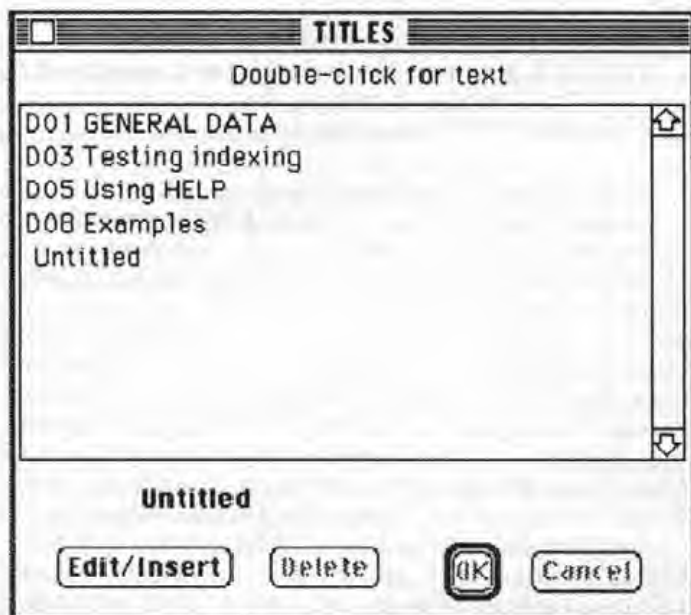 TITLES
Double-click for text
D01 GENERAL DATA
D03 Testing indexing
D05 Using HELP
D08 Examples
Untitled
Untitled
Edit/Insert Delete OK Cancel